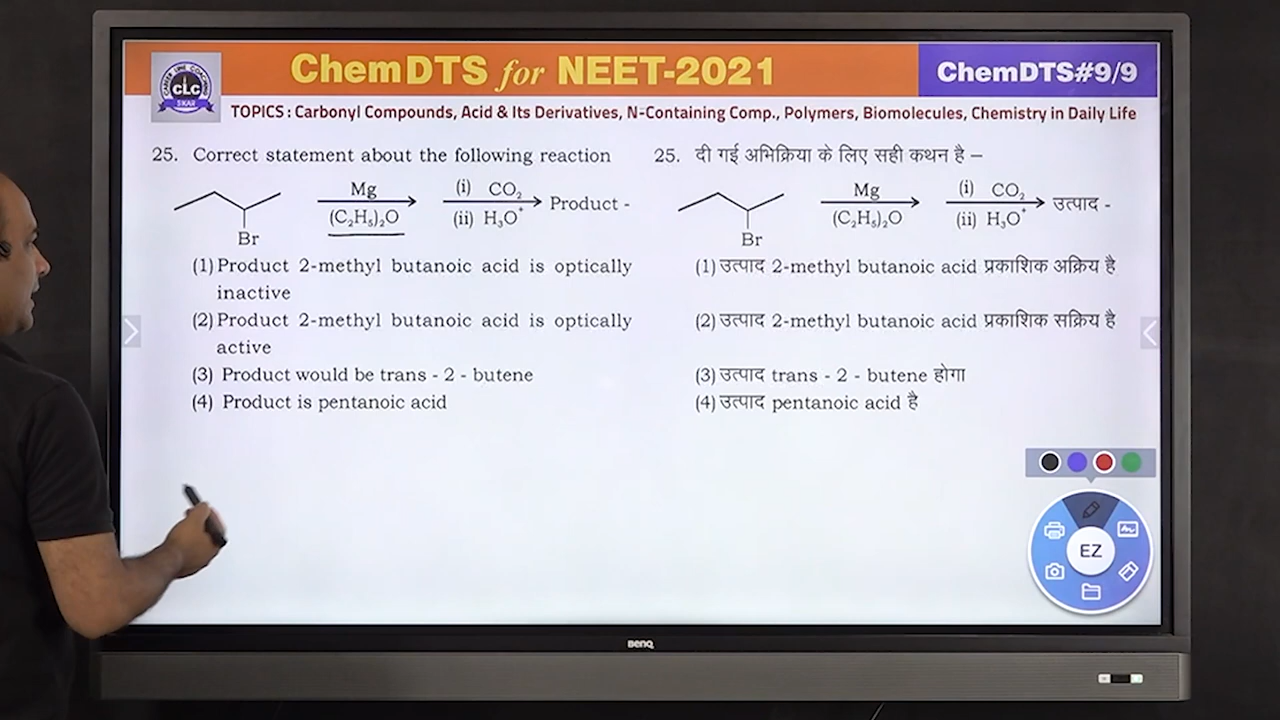 ChemDTS for NEET-2021
ChemDTS#9/9
CLC
SIKAR
TOPICS : Carbonyl Compounds, Acid & Its Derivatives, N-Containing Comp., Polymers, Biomolecules, Chemistry in Daily Life
25. Correct statement about the following reaction
Br
Mg
(C₂H₅)₂O
(i) CO₂
(ii) H₃O⁺
Product -
(1) Product 2-methyl butanoic acid is optically
inactive
(2) Product 2-methyl butanoic acid is optically
active
(3) Product would be trans - 2 - butene
(4) Product is pentanoic acid
25. दी गई अभिक्रिया के लिए सही कथन है –
Br
Mg
(C₂H₅)₂O
(i) CO₂
(ii) H₃O⁺
उत्पाद -
(1) उत्पाद 2-methyl butanoic acid प्रकाशिक अक्रिय है
(2) उत्पाद 2-methyl butanoic acid प्रकाशिक सक्रिय है
(3) उत्पाद trans - 2 - butene होगा
(4) उत्पाद pentanoic acid है
EZ
BenQ